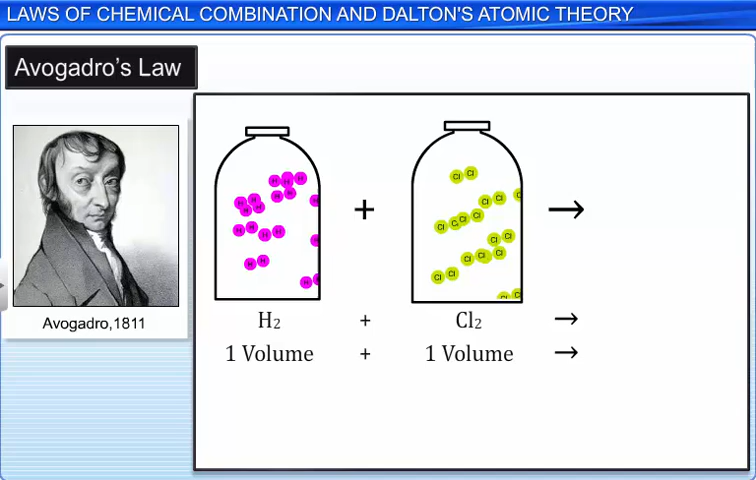 LAWS OF CHEMICAL COMBINATION AND DALTON'S ATOMIC THEORY
Avogadro's Law
Avogadro,1811
+ →
H₂ + Cl₂ →
1 Volume + 1 Volume →